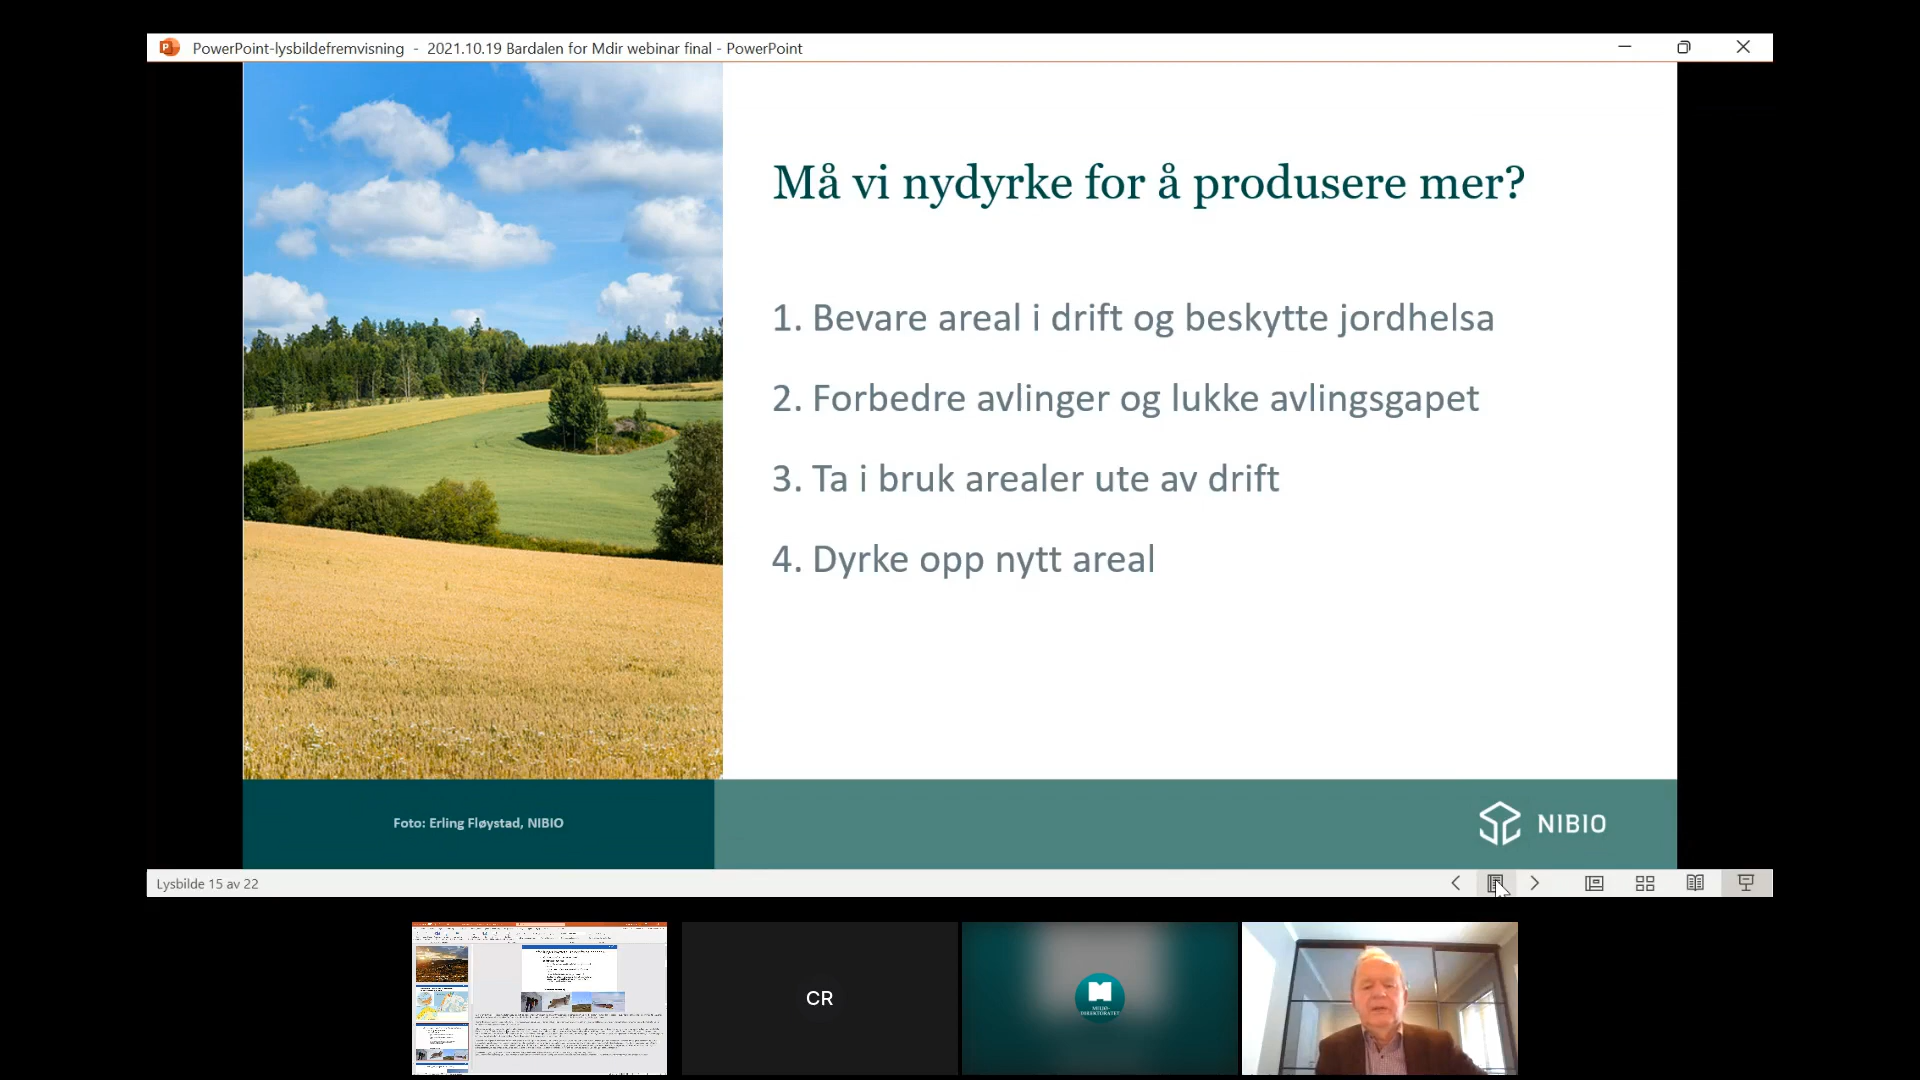 PowerPoint-lysbildefremvisning - 2021.10.19 Bardalen for Mdir webinar final - PowerPoint
Må vi nydyrke for å produsere mer?
1. Bevare areal i drift og beskytte jordhelsa
2. Forbedre avlinger og lukke avlingsgapet
3. Ta i bruk arealer ute av drift
4. Dyrke opp nytt areal
Foto: Erling Fløystad, NIBIO
NIBIO
Lysbilde 15 av 22
CR
MILJØ-
DIREKTORATET